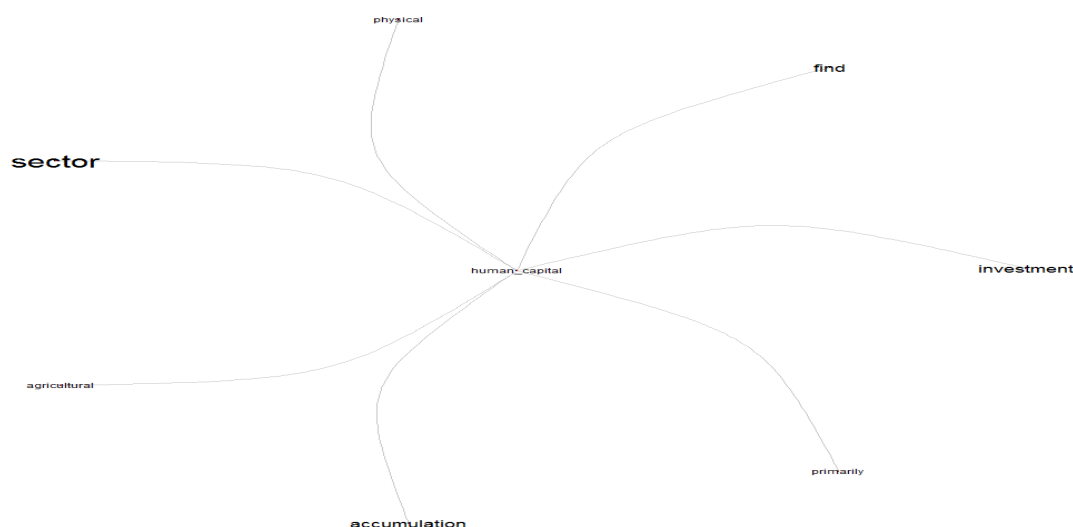 physical
find
sector
human_capital
investment
agricultural
primarily
accumulation